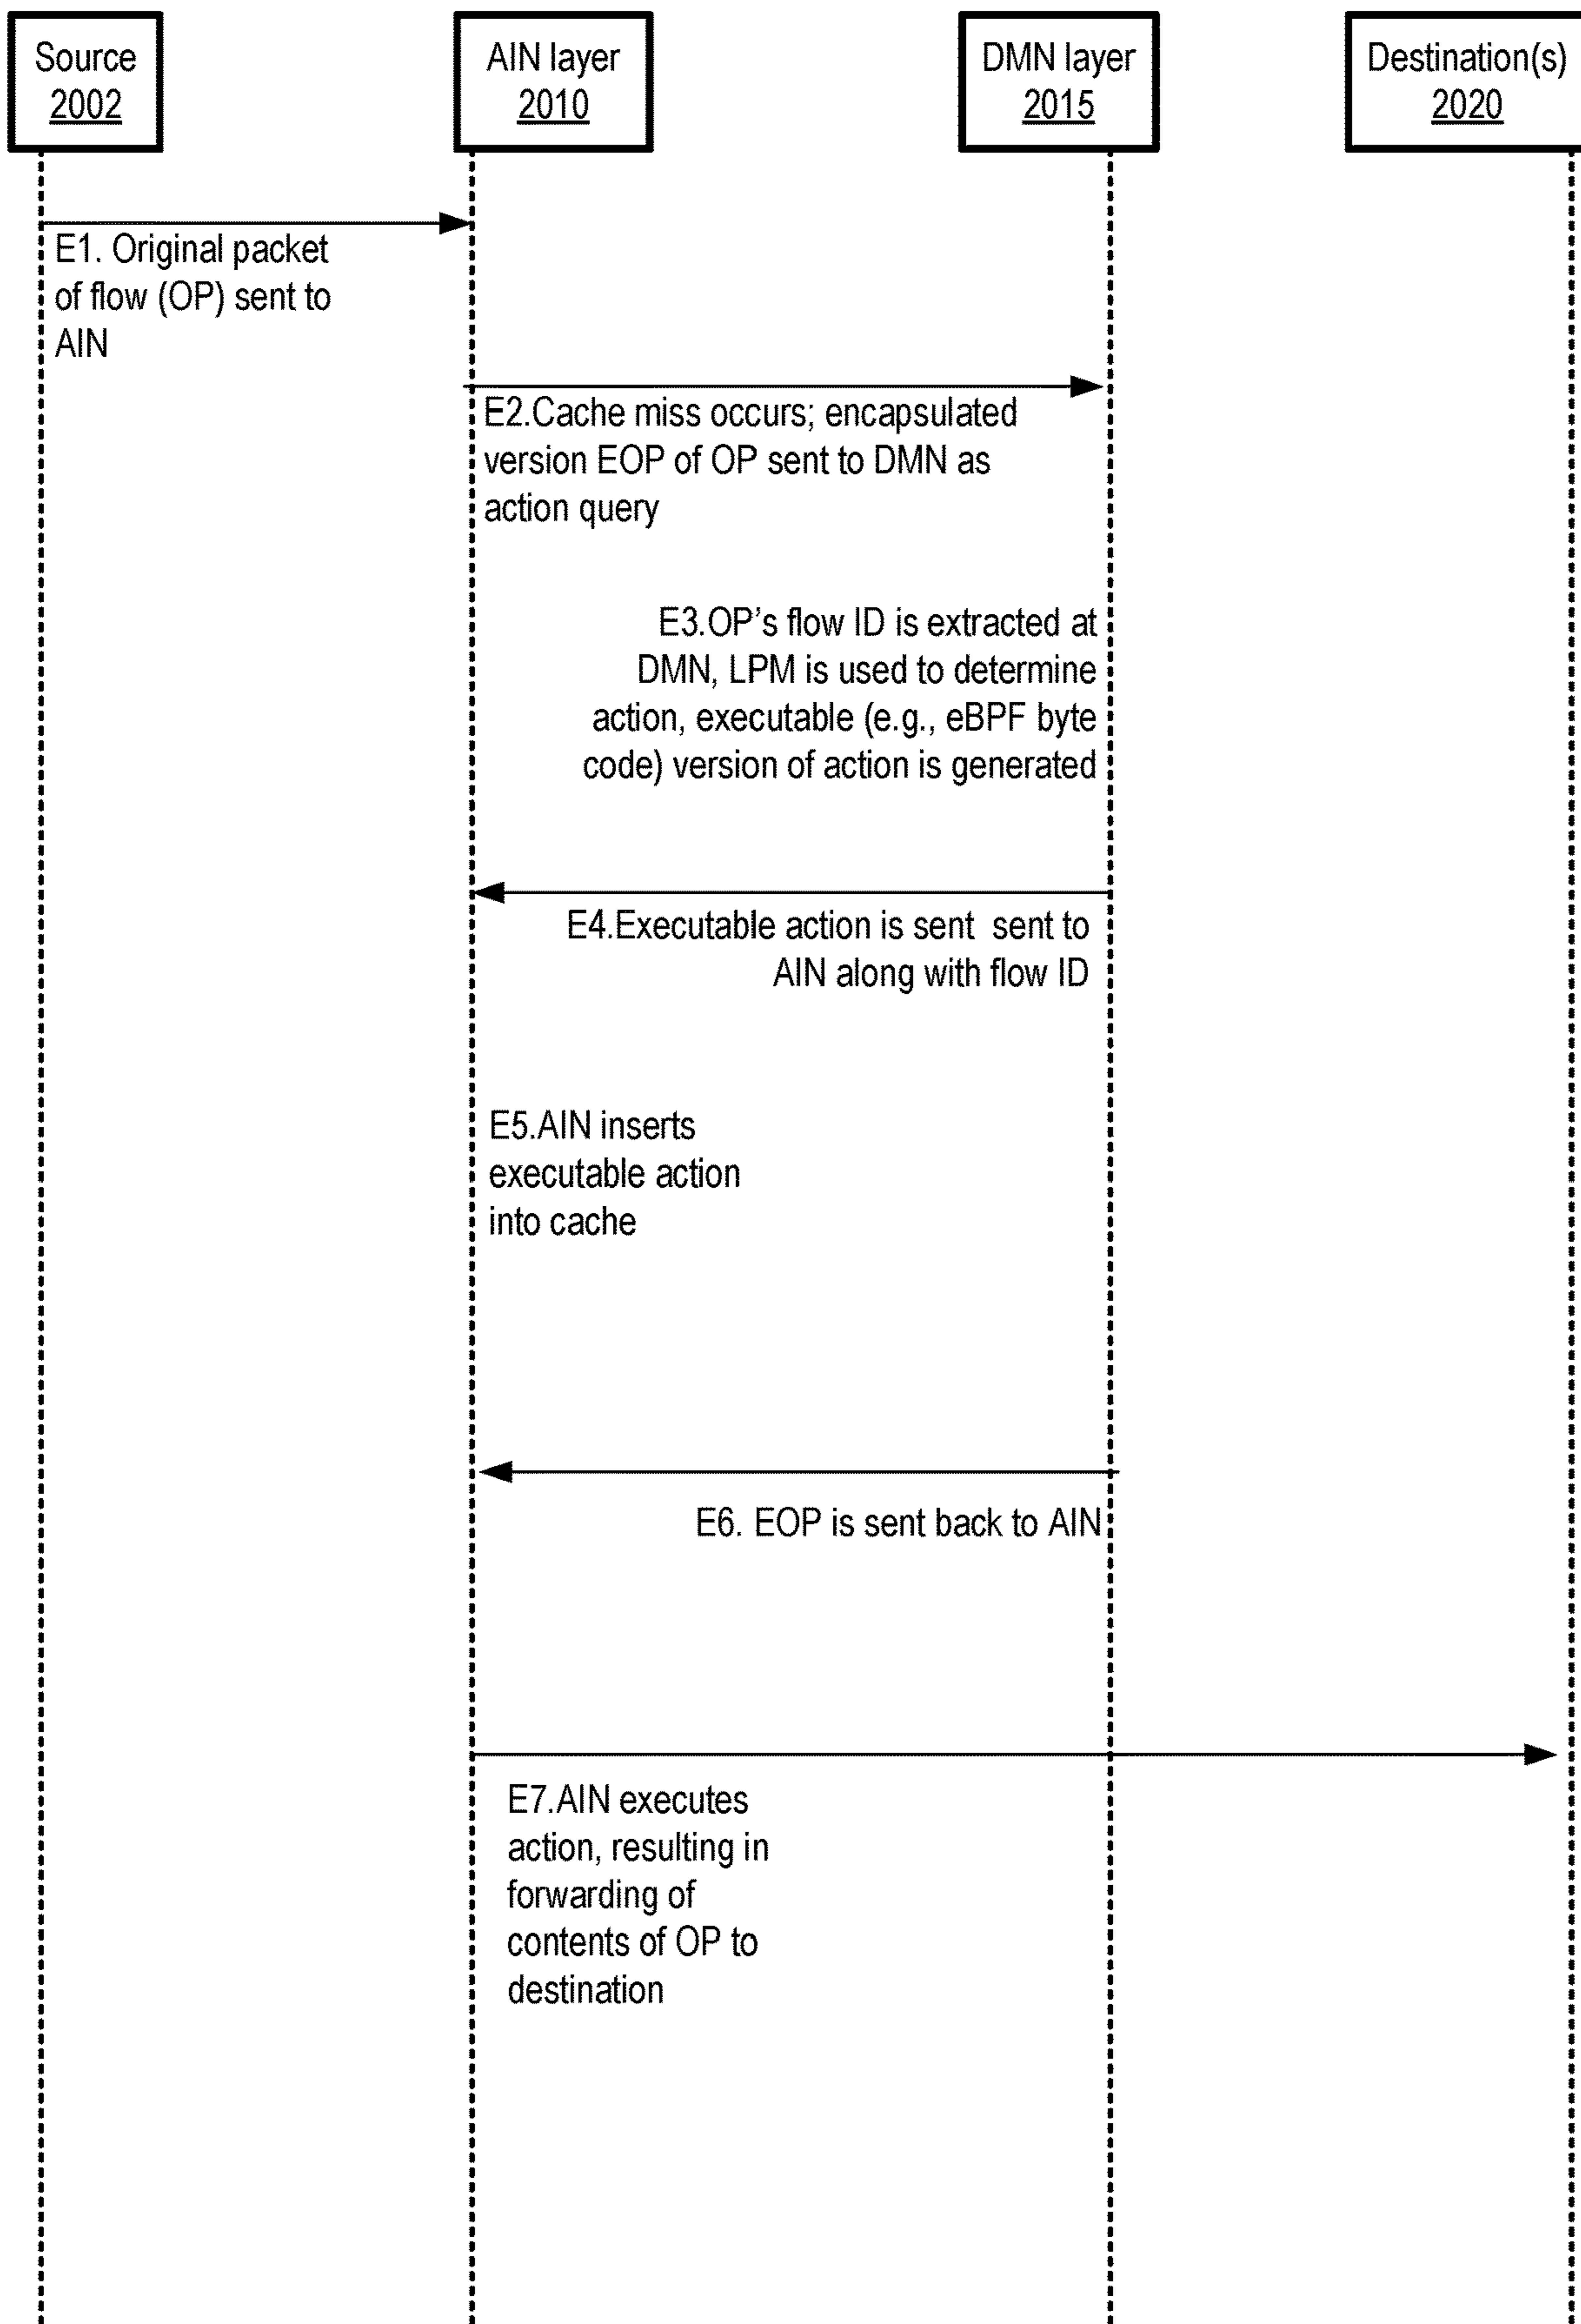 Source
2002
AIN layer
2010
DMN layer
2015
Destination(s)
2020
E1. Original packet
of flow (OP) sent to
AIN
E2.Cache miss occurs; encapsulated
version EOP of OP sent to DMN as
action query
E3.OP's flow ID is extracted at
DMN, LPM is used to determine
action, executable (e.g., eBPF byte
code) version of action is generated
E4.Executable action is sent  sent to
AIN along with flow ID
E5.AIN inserts
executable action
into cache
E6. EOP is sent back to AIN
E7.AIN executes
action, resulting in
forwarding of
contents of OP to
destination